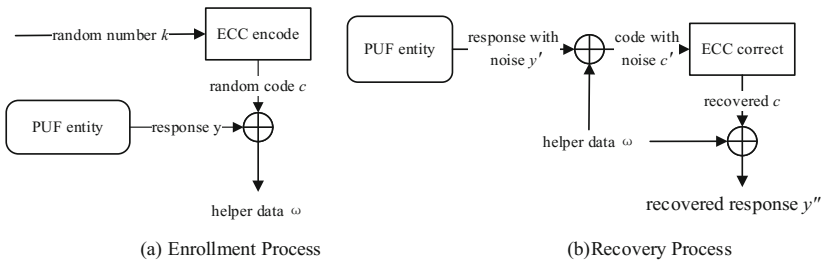 random number k
ECC encode
random code c
PUF entity
response y
helper data ω
(a) Enrollment Process
PUF entity
response with
noise y′
code with
noise c′
ECC correct
recovered c
helper data ω
recovered response y″
(b)Recovery Process